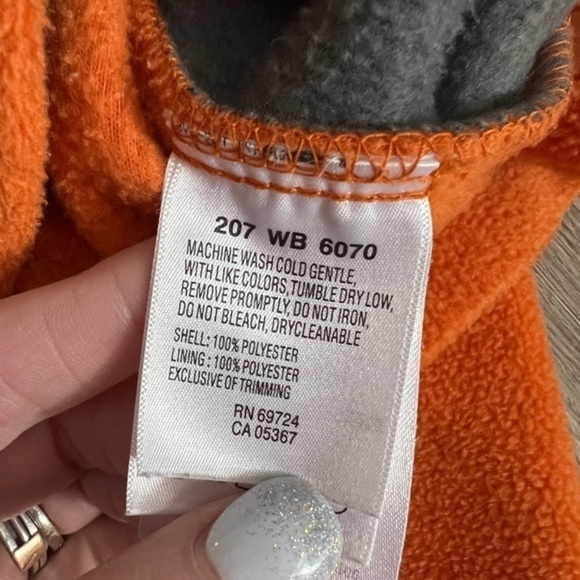 207 WB 6070
MACHINE WASH COLD GENTLE,
WITH LIKE COLORS, TUMBLE DRY LOW,
REMOVE PROMPTLY, DO NOT IRON,
DO NOT BLEACH, DRYCLEANABLE
SHELL: 100% POLYESTER
LINING : 100% POLYESTER
EXCLUSIVE OF TRIMMING
RN 69724
CA 05367